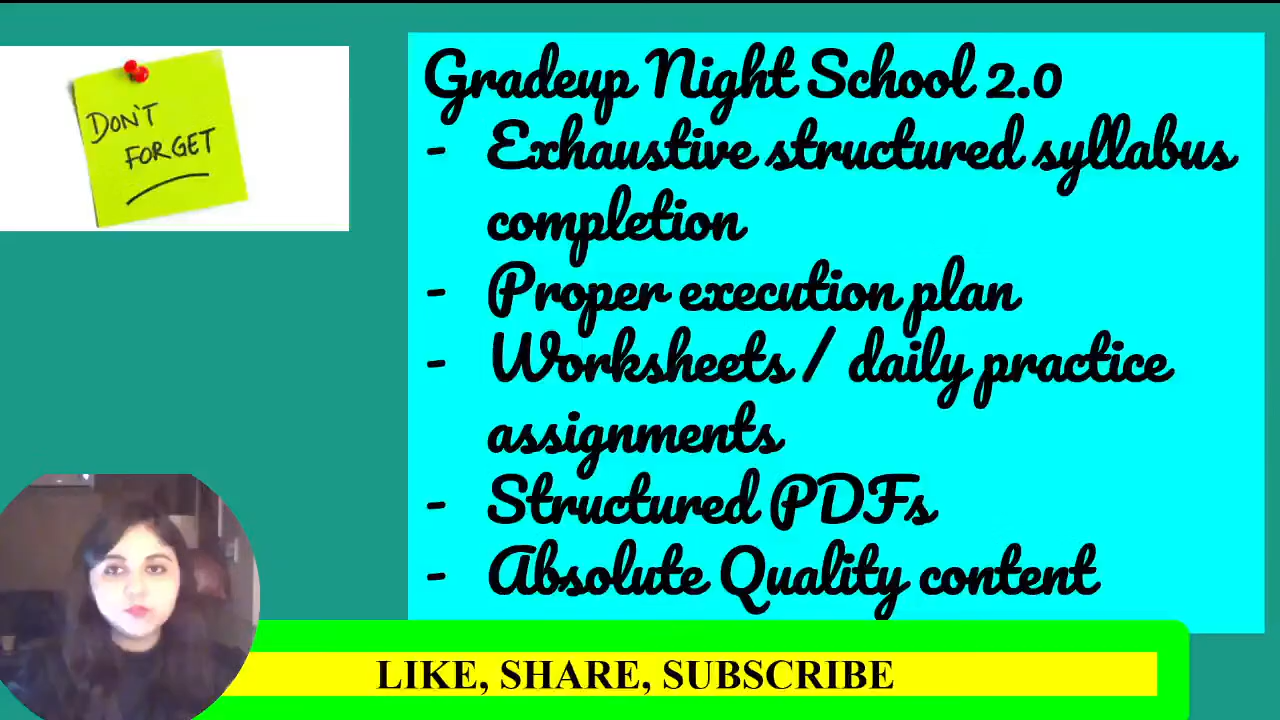 DON'T
FORGET
Gradeup Night School 2.0
- Exhaustive structured syllabus
completion
- Proper execution plan
- Worksheets / daily practice
assignments
- Structured PDFs
- Absolute Quality content
LIKE, SHARE, SUBSCRIBE